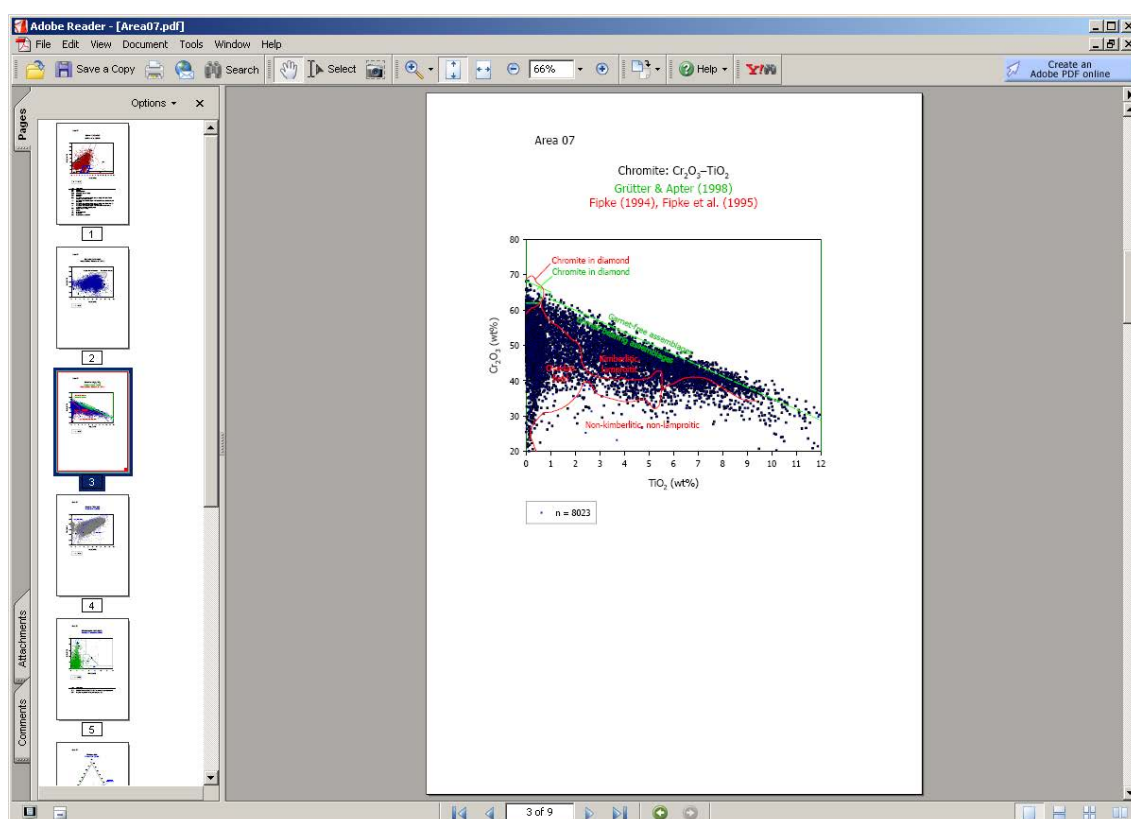 Adobe Reader - [Area07.pdf]
File Edit View Document Tools Window Help
Save a Copy Search Select 66% Help Y! Create an Adobe PDF online
Pages
Options
1
2
3
4
5
Attachments
Comments
Area 07
Chromite: Cr₂O₃–TiO₂
Grütter & Apter (1998)
Fipke (1994), Fipke et al. (1995)
80
70
60
50
40
30
20
Cr₂O₃ (wt%)
Chromite in diamond
Chromite in diamond
Garnet-free assemblages
Non-kimberlitic, non-lamproitic
0 1 2 3 4 5 6 7 8 9 10 11 12
TiO₂ (wt%)
n = 8023
3 of 9